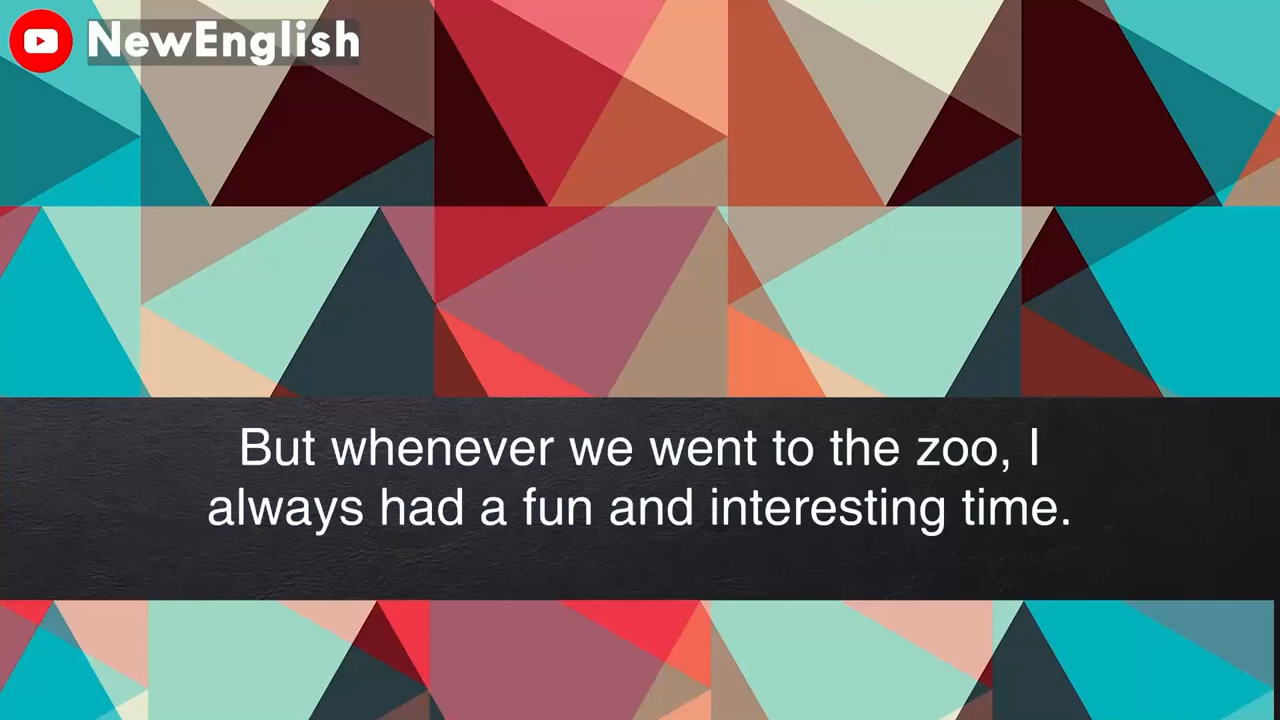 NewEnglish
But whenever we went to the zoo, I
always had a fun and interesting time.